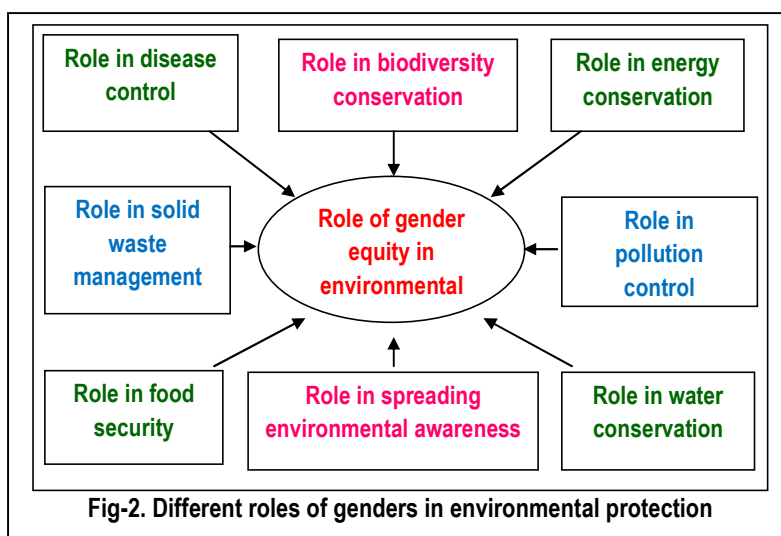 Role in disease
control
Role in biodiversity
conservation
Role in energy
conservation
Role in solid
waste
management
Role of gender
equity in
environmental
Role in
pollution
control
Role in food
security
Role in spreading
environmental awareness
Role in water
conservation
Fig-2. Different roles of genders in environmental protection